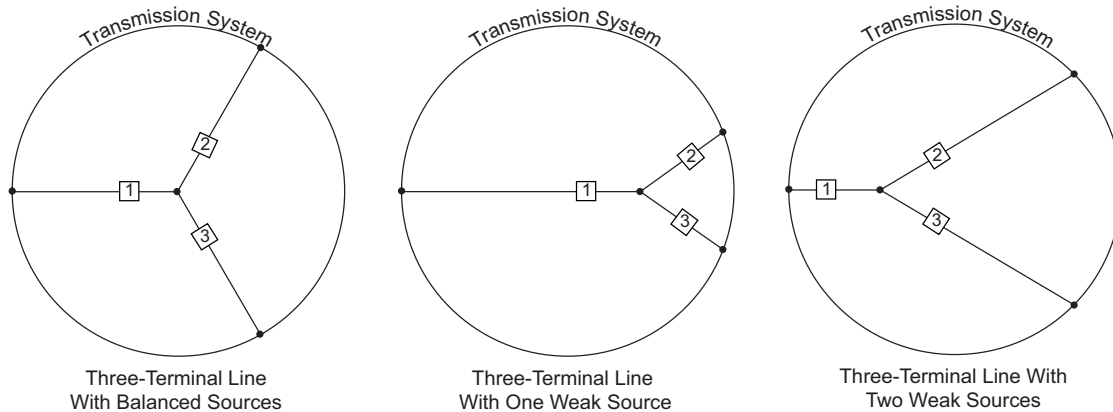 Transmission System
1
2
3
Three-Terminal Line
With Balanced Sources
Transmission System
1
2
3
Three-Terminal Line
With One Weak Source
Transmission System
1
2
3
Three-Terminal Line With
Two Weak Sources